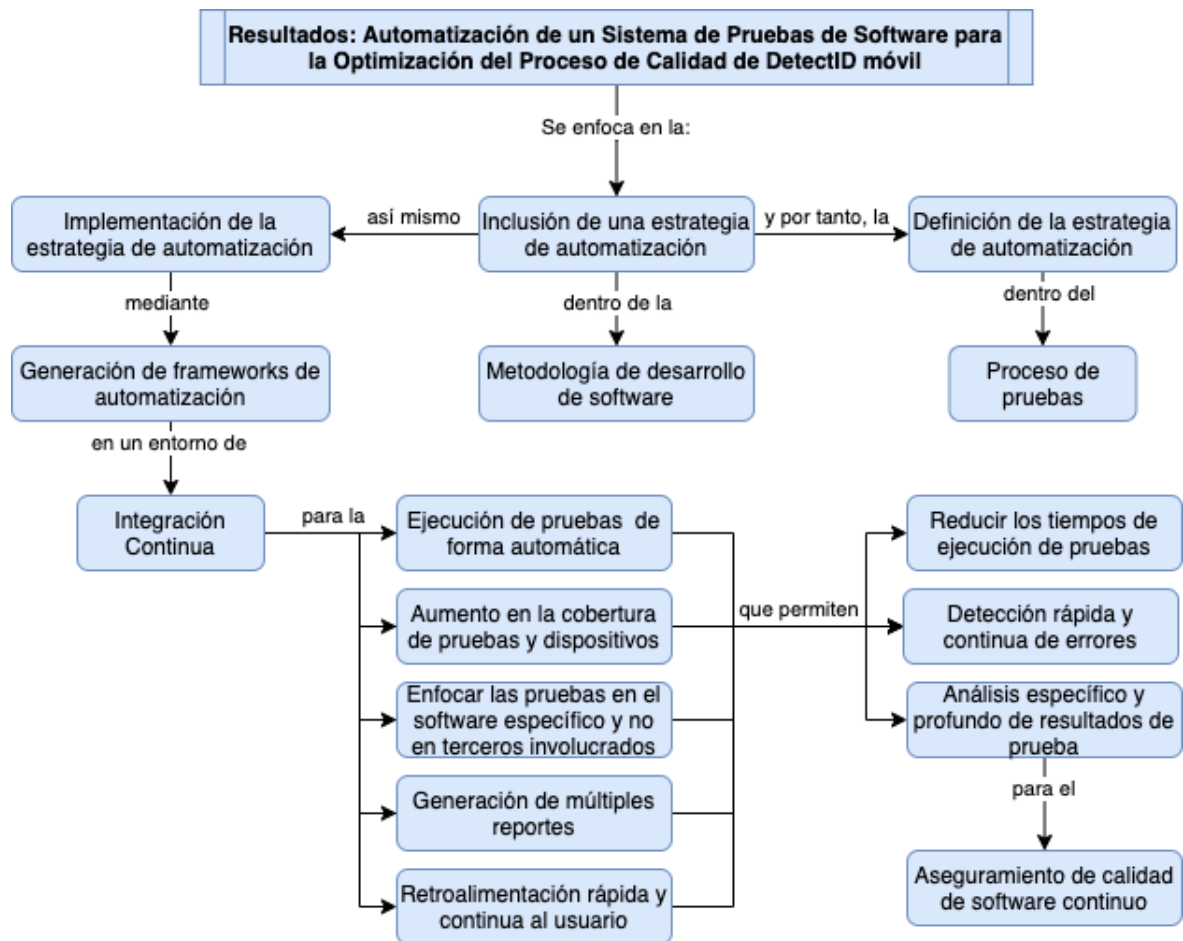 Resultados: Automatización de un Sistema de Pruebas de Software para
la Optimización del Proceso de Calidad de DetectID móvil
Se enfoca en la:
Implementación de la
estrategia de automatización
así mismo
Inclusión de una estrategia
de automatización
y por tanto, la
Definición de la estrategia
de automatización
mediante
dentro de la
dentro del
Generación de frameworks de
automatización
Metodología de desarrollo
de software
Proceso de
pruebas
en un entorno de
Integración
Continua
para la
Ejecución de pruebas de
forma automática
Aumento en la cobertura
de pruebas y dispositivos
Enfocar las pruebas en el
software específico y no
en terceros involucrados
Generación de múltiples
reportes
Retroalimentación rápida y
continua al usuario
que permiten
Reducir los tiempos de
ejecución de pruebas
Detección rápida y
continua de errores
Análisis específico y
profundo de resultados de
prueba
para el
Aseguramiento de calidad
de software continuo